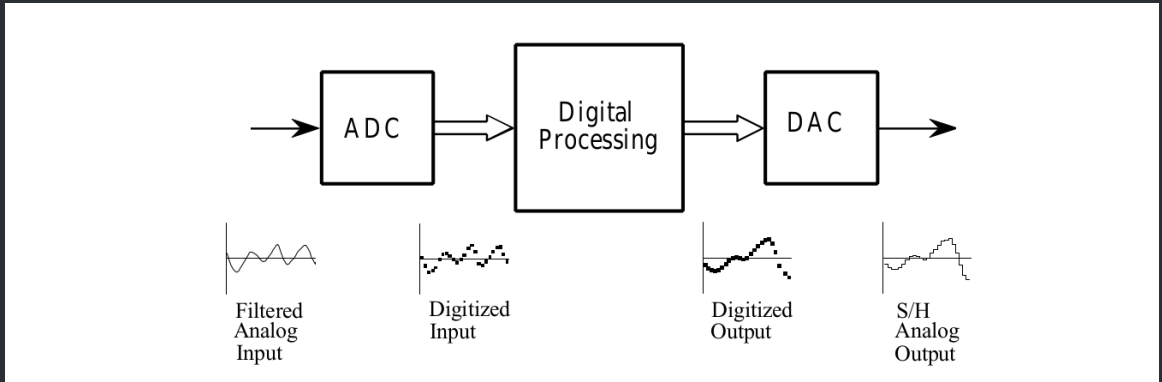 ADC
Digital
Processing
DAC
Filtered
Analog
Input
Digitized
Input
Digitized
Output
S/H
Analog
Output